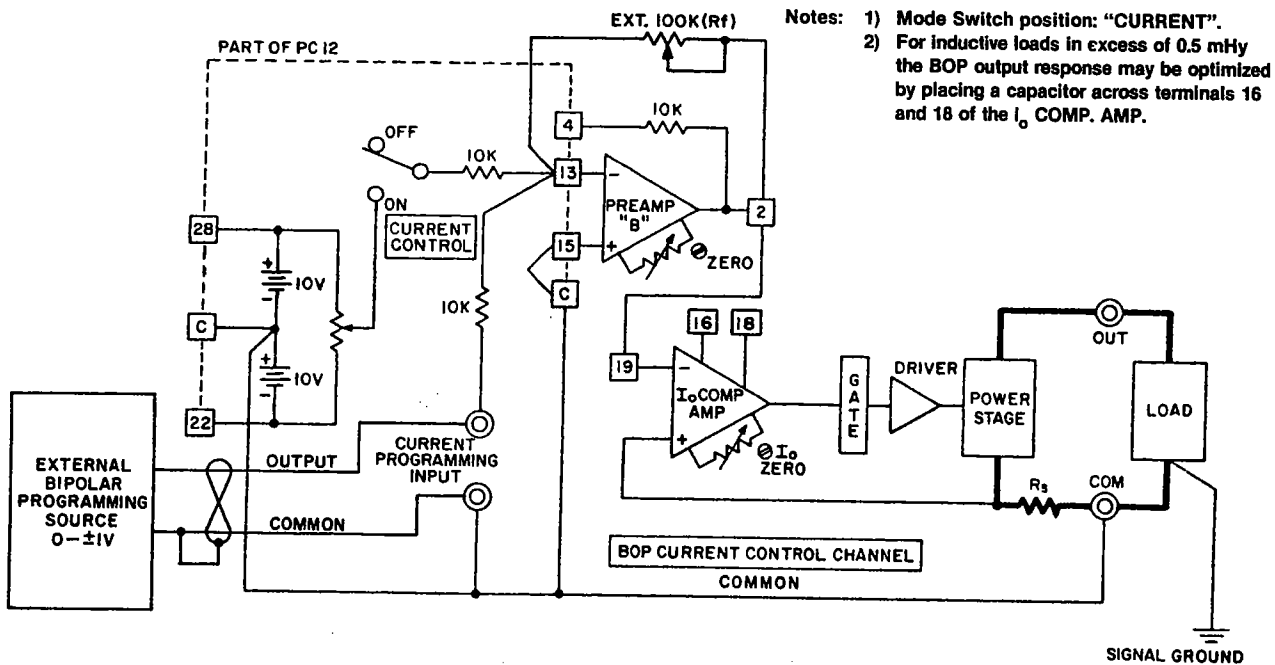 EXT. 100K(Rf)
Notes: 1) Mode Switch position: "CURRENT".
2) For inductive loads in excess of 0.5 mHy
the BOP output response may be optimized
by placing a capacitor across terminals 16
and 18 of the Io COMP. AMP.
PART OF PC 12
4
10K
OFF
10K
13
-
PREAMP
"B"
2
ON
CURRENT
CONTROL
28
15
+
ZERO
+
-
10V
C
10K
C
16
18
OUT
+
-
10V
19
-
Io COMP
AMP
+
Io
ZERO
GATE
DRIVER
POWER
STAGE
LOAD
22
CURRENT
PROGRAMMING
INPUT
EXTERNAL
BIPOLAR
PROGRAMMING
SOURCE
0-±1V
OUTPUT
COMMON
Rs
COM
BOP CURRENT CONTROL CHANNEL
COMMON
SIGNAL GROUND